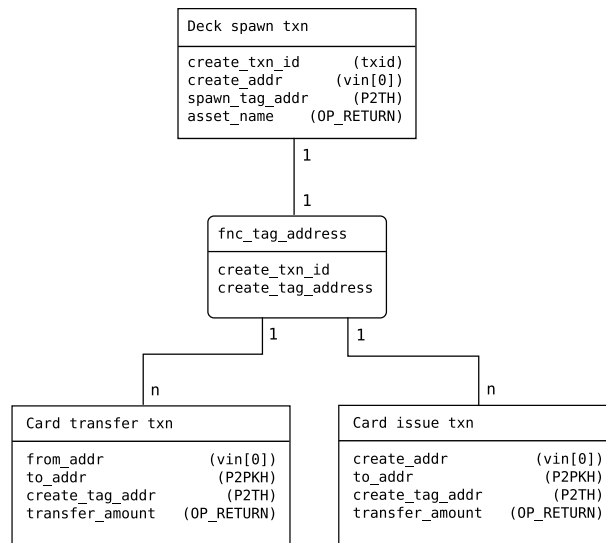 Deck spawn txn
create_txn_id (txid)
create_addr (vin[0])
spawn_tag_addr (P2TH)
asset_name (OP_RETURN)
1
1
fnc_tag_address
create_txn_id
create_tag_address
1
1
n
n
Card transfer txn
from_addr (vin[0])
to_addr (P2PKH)
create_tag_addr (P2TH)
transfer_amount (OP_RETURN)
Card issue txn
create_addr (vin[0])
to_addr (P2PKH)
create_tag_addr (P2TH)
transfer_amount (OP_RETURN)